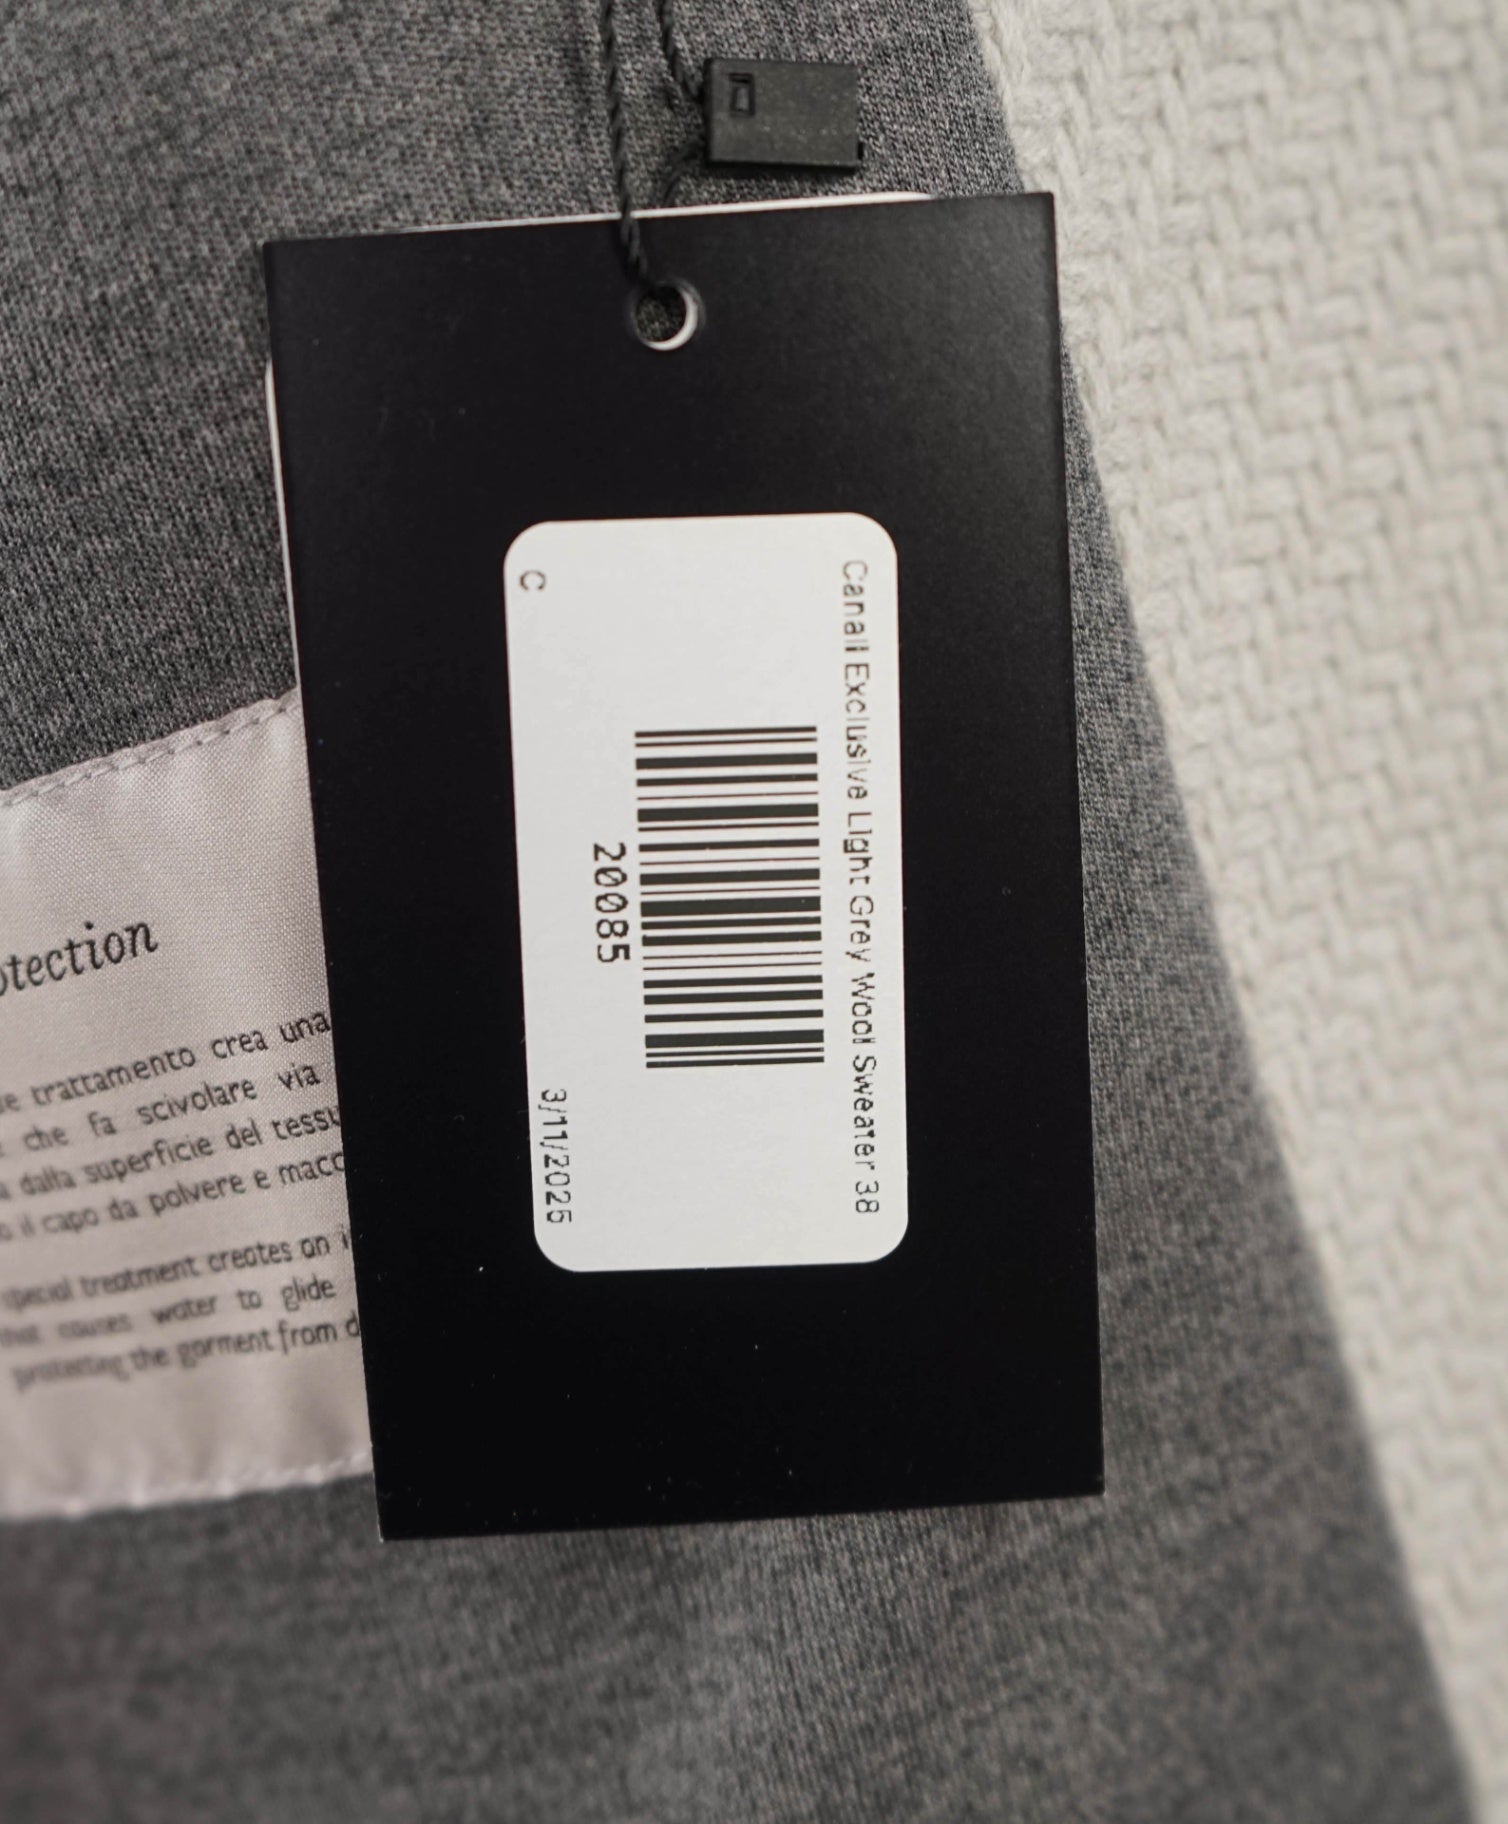 Canali Exclusive Light Grey Wool Sweater 38
20085
C
3/11/2025
otection
trattamento crea una
che fa scivolare via
dalla superficie del tessu
il capo da polvere e macc
special treatment creates an i
that causes water to glide
protecting the garment from d